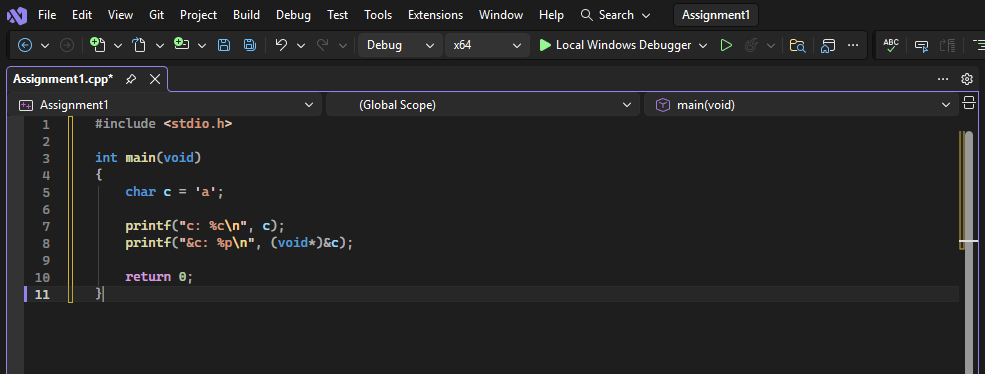 File Edit View Git Project Build Debug Test Tools Extensions Window Help Search Assignment1
Debug x64 Local Windows Debugger ABC
Assignment1.cpp*
Assignment1 (Global Scope) main(void)
1 #include <stdio.h>
2
3 int main(void)
4 {
5 char c = 'a';
6
7 printf("c: %c\n", c);
8 printf("&c: %p\n", (void*)&c);
9
10 return 0;
11 }